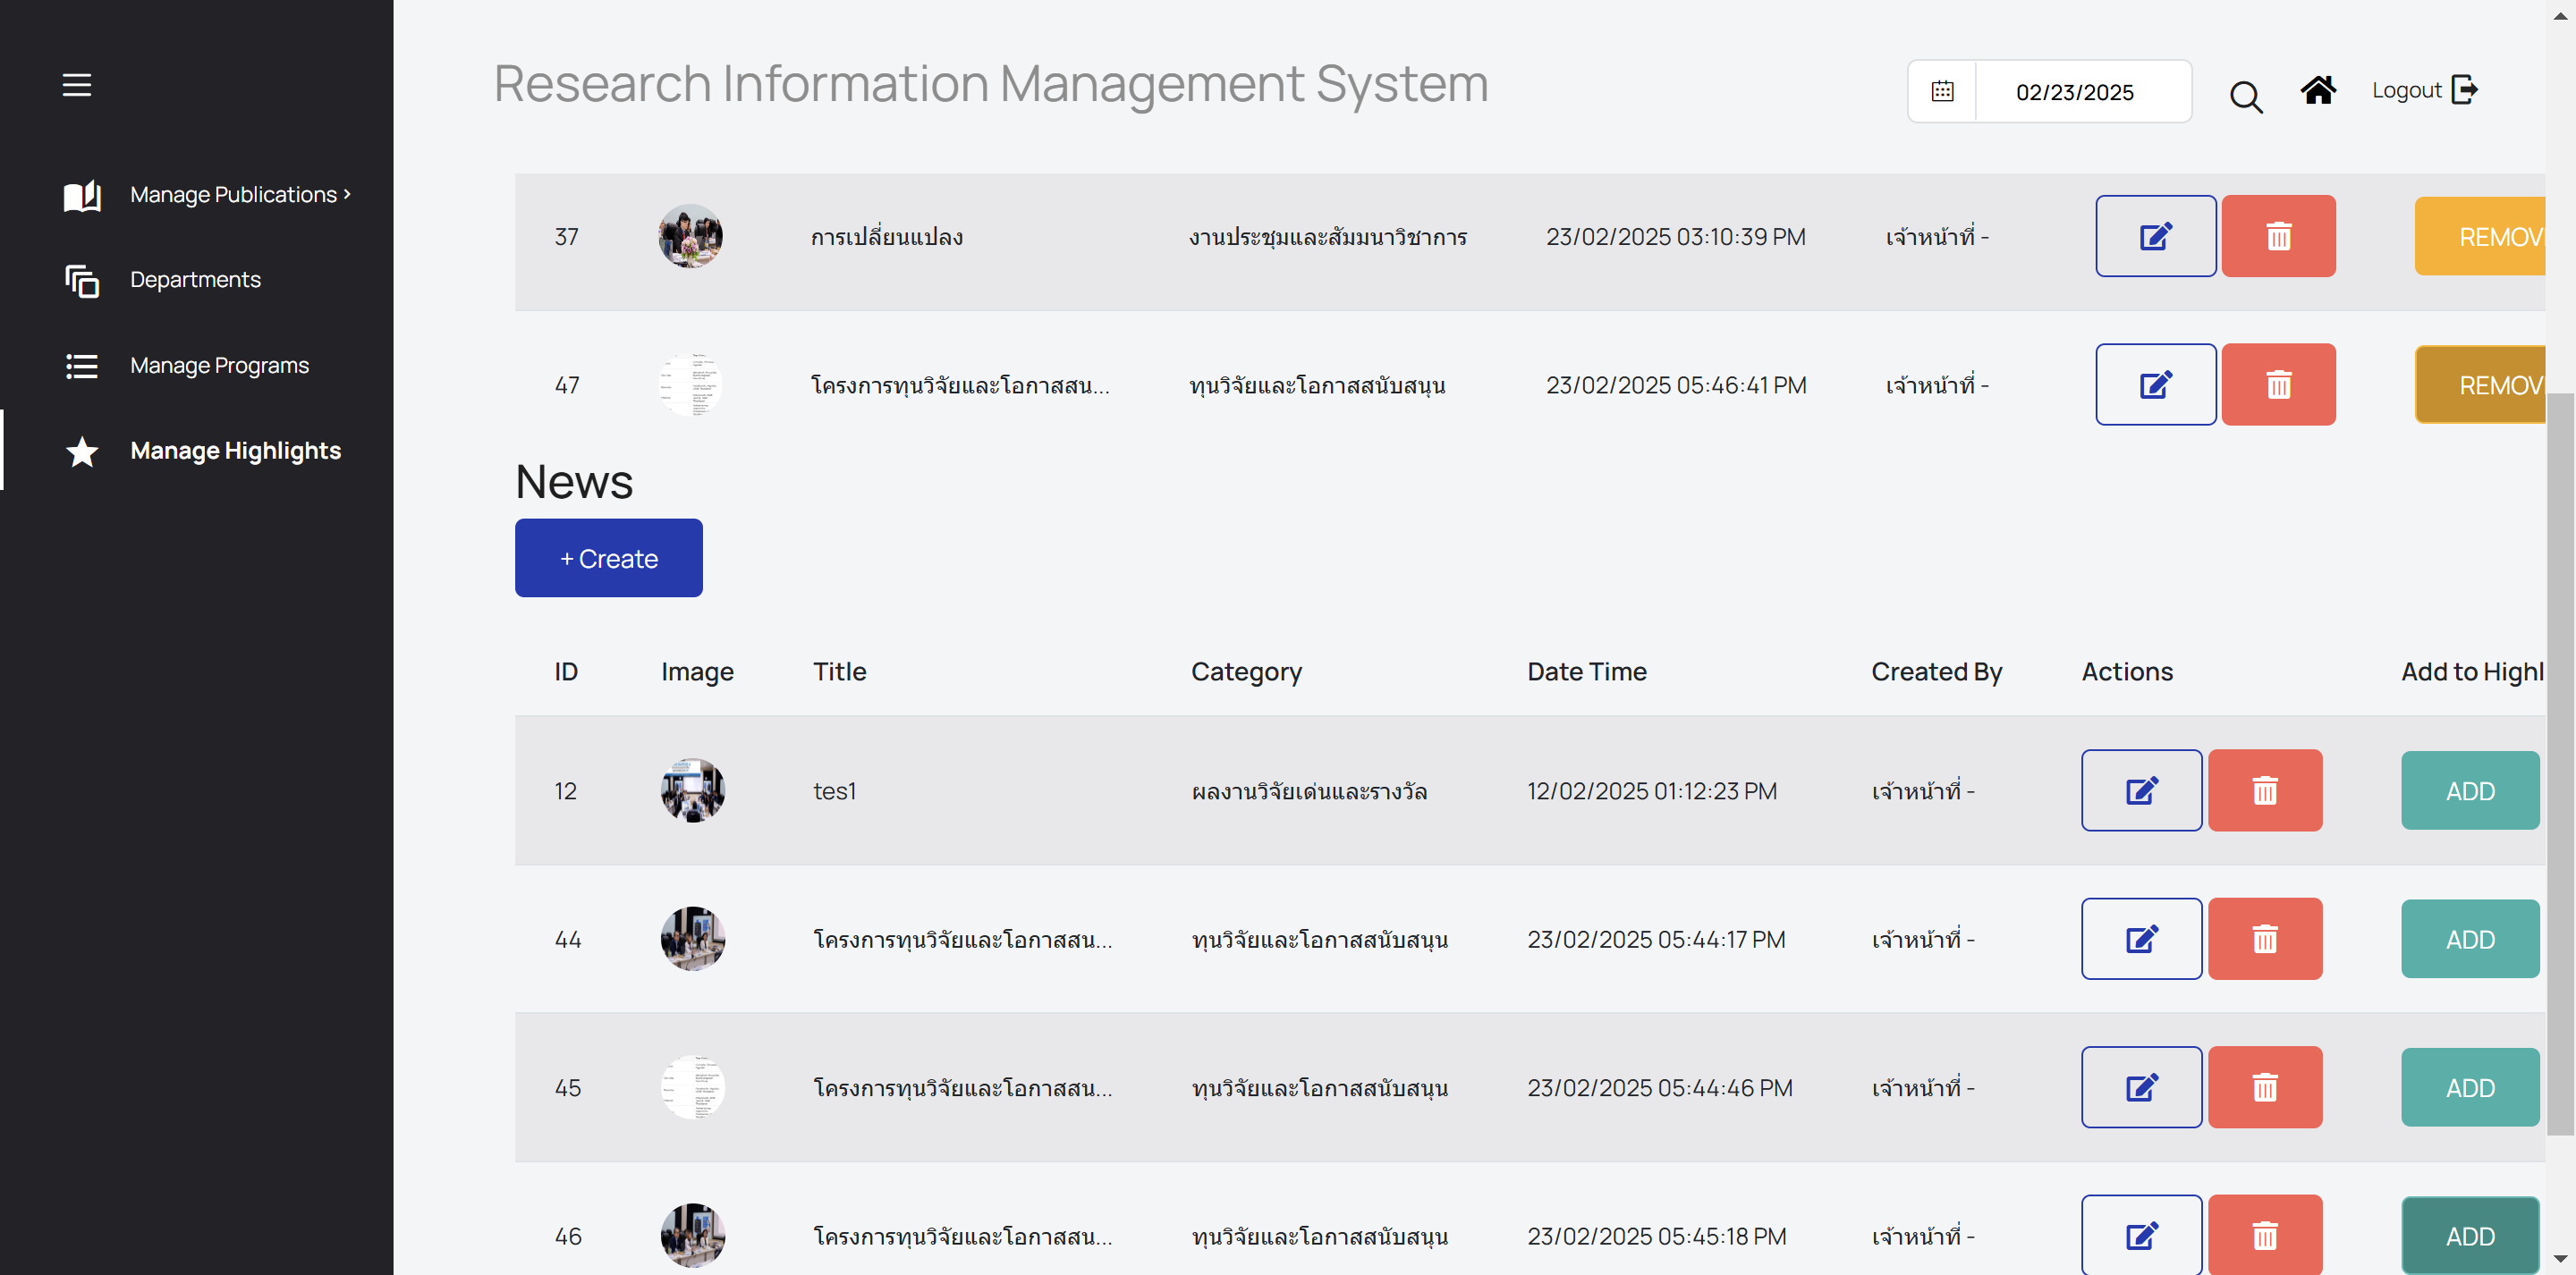 Research Information Management System
02/23/2025
Logout
Manage Publications
Departments
Manage Programs
Manage Highlights
37 การเปลี่ยนแปลง งานประชุมและสัมมนาวิชาการ 23/02/2025 03:10:39 PM เจ้าหน้าที่ - REMOV
47 โครงการทุนวิจัยและโอกาสสน... ทุนวิจัยและโอกาสสนับสนุน 23/02/2025 05:46:41 PM เจ้าหน้าที่ - REMOV
News
+ Create
ID Image Title Category Date Time Created By Actions Add to Highl
12 tes1 ผลงานวิจัยเด่นและรางวัล 12/02/2025 01:12:23 PM เจ้าหน้าที่ - ADD
44 โครงการทุนวิจัยและโอกาสสน... ทุนวิจัยและโอกาสสนับสนุน 23/02/2025 05:44:17 PM เจ้าหน้าที่ - ADD
45 โครงการทุนวิจัยและโอกาสสน... ทุนวิจัยและโอกาสสนับสนุน 23/02/2025 05:44:46 PM เจ้าหน้าที่ - ADD
46 โครงการทุนวิจัยและโอกาสสน... ทุนวิจัยและโอกาสสนับสนุน 23/02/2025 05:45:18 PM เจ้าหน้าที่ - ADD